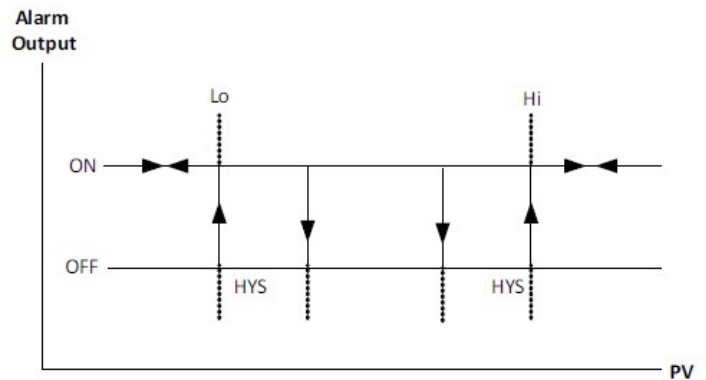 Alarm
Output
Lo
Hi
ON
OFF
HYS
HYS
PV